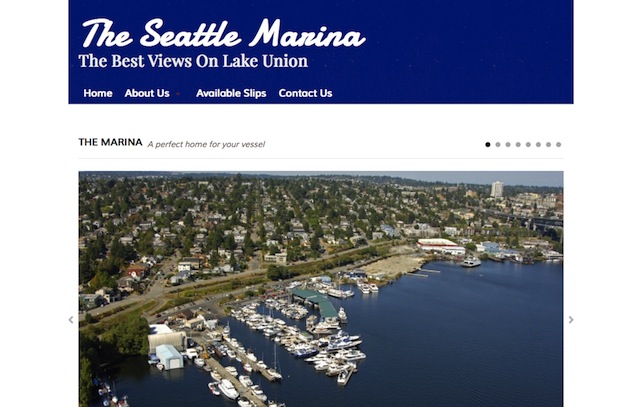 The Seattle Marina
The Best Views On Lake Union
Home About Us Available Slips Contact Us
THE MARINA A perfect home for your vessel